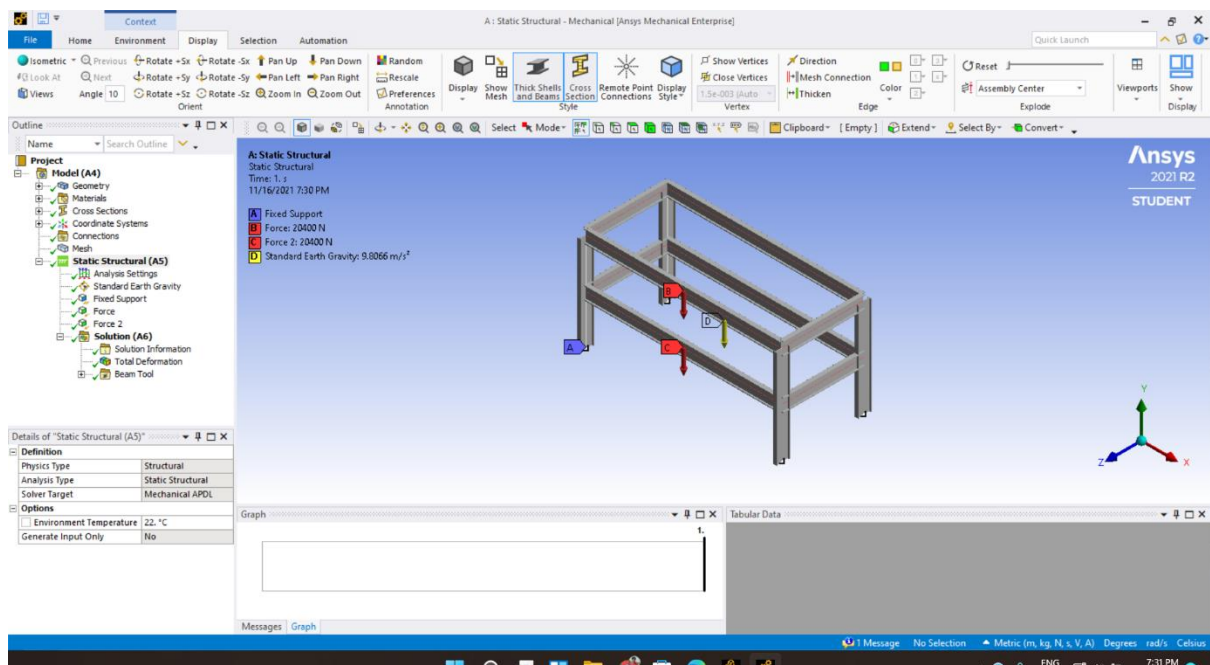 Context
A : Static Structural - Mechanical [Ansys Mechanical Enterprise]
File Home Environment Display Selection Automation
Quick Launch
Isometric Previous Rotate +Sx Rotate -Sx Pan Up Pan Down Random
Look At Next Rotate +Sy Rotate -Sy Pan Left Pan Right Rescale
Views Angle 10 Rotate +Sz Rotate -Sz Zoom In Zoom Out Preferences
Orient Annotation
Display Show Mesh Thick Shells and Beams Cross Section Remote Point Connections Display Style
Style
Show Vertices
Close Vertices
1.5e-003 (Auto
Vertex
Direction
Mesh Connection
Thicken
Color
Edge
Reset
Assembly Center
Explode
Viewports Show
Display
Outline
Name Search Outline
Select Mode Clipboard [ Empty ] Extend Select By Convert
Project
Model (A4)
Geometry
Materials
Cross Sections
Coordinate Systems
Connections
Mesh
Static Structural (A5)
Analysis Settings
Standard Earth Gravity
Fixed Support
Force
Force 2
Solution (A6)
Solution Information
Total Deformation
Beam Tool
A: Static Structural
Static Structural
Time: 1. s
11/16/2021 7:30 PM
A Fixed Support
B Force: 20400 N
C Force 2: 20400 N
D Standard Earth Gravity: 9.8066 m/s²
Ansys
2021 R2
STUDENT
B
D
A
C
Y
Z
X
Details of "Static Structural (A5)"
Definition
Physics Type Structural
Analysis Type Static Structural
Solver Target Mechanical APDL
Options
Environment Temperature 22. °C
Generate Input Only No
Graph
1.
Messages Graph
Tabular Data
1 Message No Selection Metric (m, kg, N, s, V, A) Degrees rad/s Celsius
ENG 7:31 PM